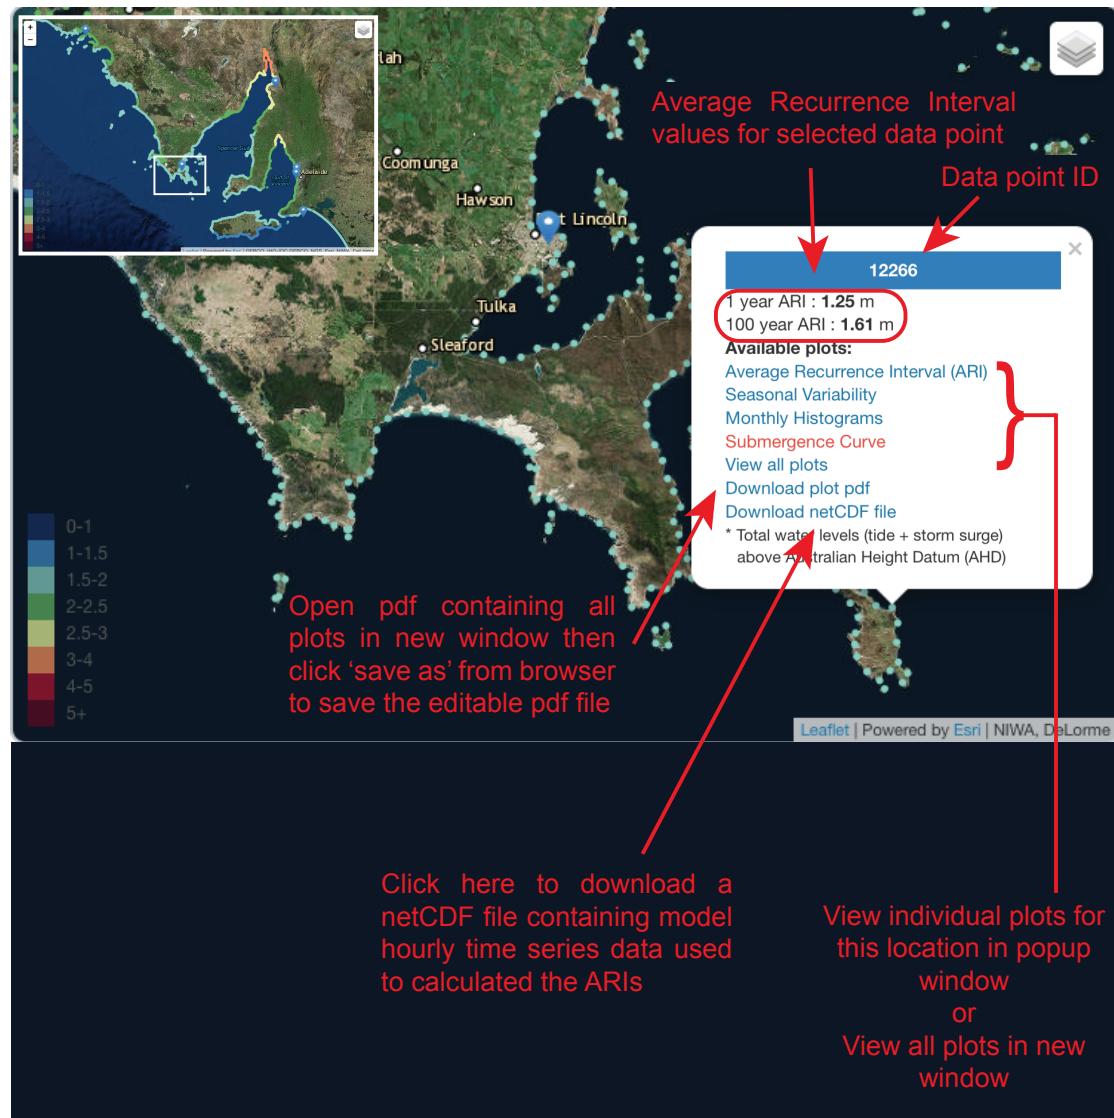 +
−
Spencer Gulf
Adelaide
lah
Coomunga
Hawson
t Lincoln
Tulka
Sleaford
Average Recurrence Interval
values for selected data point
Data point ID
×
12266
1 year ARI : 1.25 m
100 year ARI : 1.61 m
Available plots:
Average Recurrence Interval (ARI)
Seasonal Variability
Monthly Histograms
Submergence Curve
View all plots
Download plot pdf
Download netCDF file
* Total water levels (tide + storm surge)
above Australian Height Datum (AHD)
0-1
1-1.5
1.5-2
2-2.5
2.5-3
3-4
4-5
5+
Open pdf containing all
plots in new window then
click ‘save as’ from browser
to save the editable pdf file
Leaflet | Powered by Esri | NIWA, DeLorme
Click here to download a
netCDF file containing model
hourly time series data used
to calculated the ARIs
View individual plots for
this location in popup
window
or
View all plots in new
window